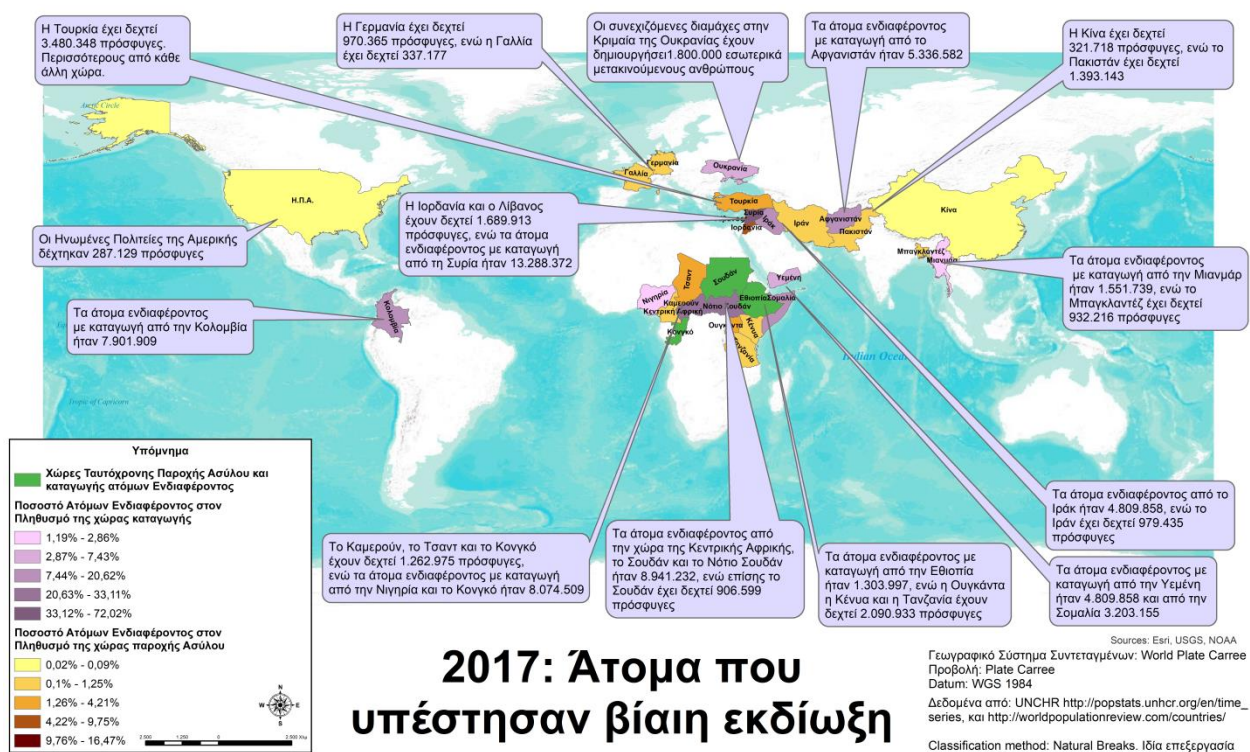 Η Τουρκία έχει δεχτεί
3.480.348 πρόσφυγες.
Περισσότερους από κάθε
άλλη χώρα.
Η Γερμανία έχει δεχτεί
970.365 πρόσφυγες, ενώ η Γαλλία
έχει δεχτεί 337.177
Οι συνεχιζόμενες διαμάχες στην
Κριμαία της Ουκρανίας έχουν
δημιουργήσει1.800.000 εσωτερικά
μετακινούμενους ανθρώπους
Τα άτομα ενδιαφέροντος
με καταγωγή από το
Αφγανιστάν ήταν 5.336.582
Η Κίνα έχει δεχτεί
321.718 πρόσφυγες, ενώ το
Πακιστάν έχει δεχτεί
1.393.143
Arctic Circle
Η.Π.Α.
Γερμανία
Γαλλία
Ουκρανία
Τουρκία
Συρία
Ιορδανία
Ιράκ
Ιράν
Αφγανιστάν
Πακιστάν
Κίνα
Μπαγκλαντές
Μιανμάρ
Οι Ηνωμένες Πολιτείες της Αμερικής
δέχτηκαν 287.129 πρόσφυγες
Η Ιορδανία και ο Λίβανος
έχουν δεχτεί 1.689.913
πρόσφυγες, ενώ τα άτομα
ενδιαφέροντος με καταγωγή
από τη Συρία ήταν 13.288.372
Τα άτομα ενδιαφέροντος
με καταγωγή από την Μιανμάρ
ήταν 1.551.739, ενώ το
Μπαγκλαντέζ έχει δεχτεί
932.216 πρόσφυγες
Τα άτομα ενδιαφέροντος
με καταγωγή από την Κολομβία
ήταν 7.901.909
Κολομβία
Τσαντ
Σουδάν
Υεμένη
Νιγηρία
Καμερούν
Κεντρική Αφρική
Νότιο Σουδάν
Εθιοπία
Σομαλία
Κονγκό
Ουγκάντα
Κένυα
Indian Ocean
Tropic of Capricorn
Υπόμνημα
Χώρες Ταυτόχρονης Παροχής Ασύλου και
καταγωγής ατόμων Ενδιαφέροντος
Ποσοστό Ατόμων Ενδιαφέροντος στον
Πληθυσμό της χώρας καταγωγής
1,19% - 2,86%
2,87% - 7,43%
7,44% - 20,62%
20,63% - 33,11%
33,12% - 72,02%
Ποσοστό Ατόμων Ενδιαφέροντος στον
Πληθυσμό της χώρας παροχής Ασύλου
0,02% - 0,09%
0,1% - 1,25%
1,26% - 4,21%
4,22% - 9,75%
9,76% - 16,47%
N
W E
S
2.500 1.250 0 2.500 Χλμ
Το Καμερούν, το Τσαντ και το Κονγκό
έχουν δεχτεί 1.262.975 πρόσφυγες,
ενώ τα άτομα ενδιαφέροντος με καταγωγή
από την Νιγηρία και το Κονγκό ήταν 8.074.509
Τα άτομα ενδιαφέροντος από
την χώρα της Κεντρικής Αφρικής,
το Σουδάν και το Νότιο Σουδάν
ήταν 8.941.232, ενώ επίσης το
Σουδάν έχει δεχτεί 906.599
πρόσφυγες
Τα άτομα ενδιαφέροντος με
καταγωγή από την Εθιοπία
ήταν 1.303.997, ενώ η Ουγκάντα
η Κένυα και η Τανζανία έχουν
δεχτεί 2.090.933 πρόσφυγες
Τα άτομα ενδιαφέροντος από το
Ιράκ ήταν 4.809.858, ενώ το
Ιράν έχει δεχτεί 979.435
πρόσφυγες
Τα άτομα ενδιαφέροντος με
καταγωγή από την Υεμένη
ήταν 4.809.858 και από την
Σομαλία 3.203.155
2017: Άτομα που
υπέστησαν βίαιη εκδίωξη
Sources: Esri, USGS, NOAA
Γεωγραφικό Σύστημα Συντεταγμένων: World Plate Carree
Προβολή: Plate Carree
Datum: WGS 1984
Δεδομένα από: UNCHR http://popstats.unhcr.org/en/time_
series, και http://worldpopulationreview.com/countries/
Classification method: Natural Breaks. Ιδία επεξεργασία